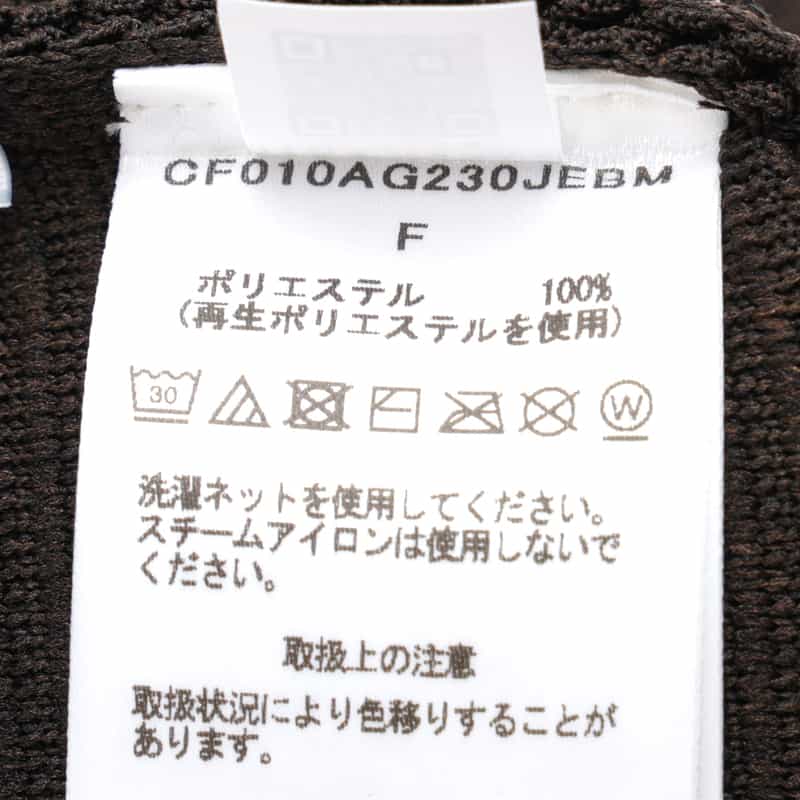 CF010AG230JEBM
F
ポリエステル 100%
(再生ポリエステルを使用)
30 W
洗濯ネットを使用してください。
スチームアイロンは使用しないで
ください。
取扱上の注意
取扱状況により色移りすることが
あります。